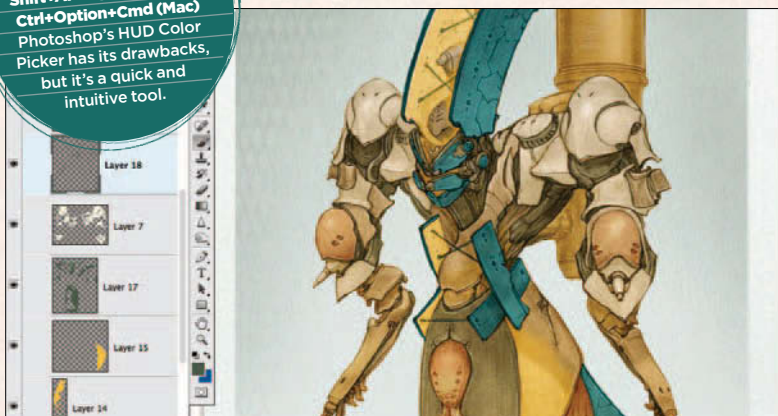 Ctrl+Option+Cmd (Mac)
Photoshop's HUD Color
Picker has its drawbacks,
but it's a quick and
intuitive tool.
Layer 18
Layer 7
Layer 17
Layer 15
Layer 14